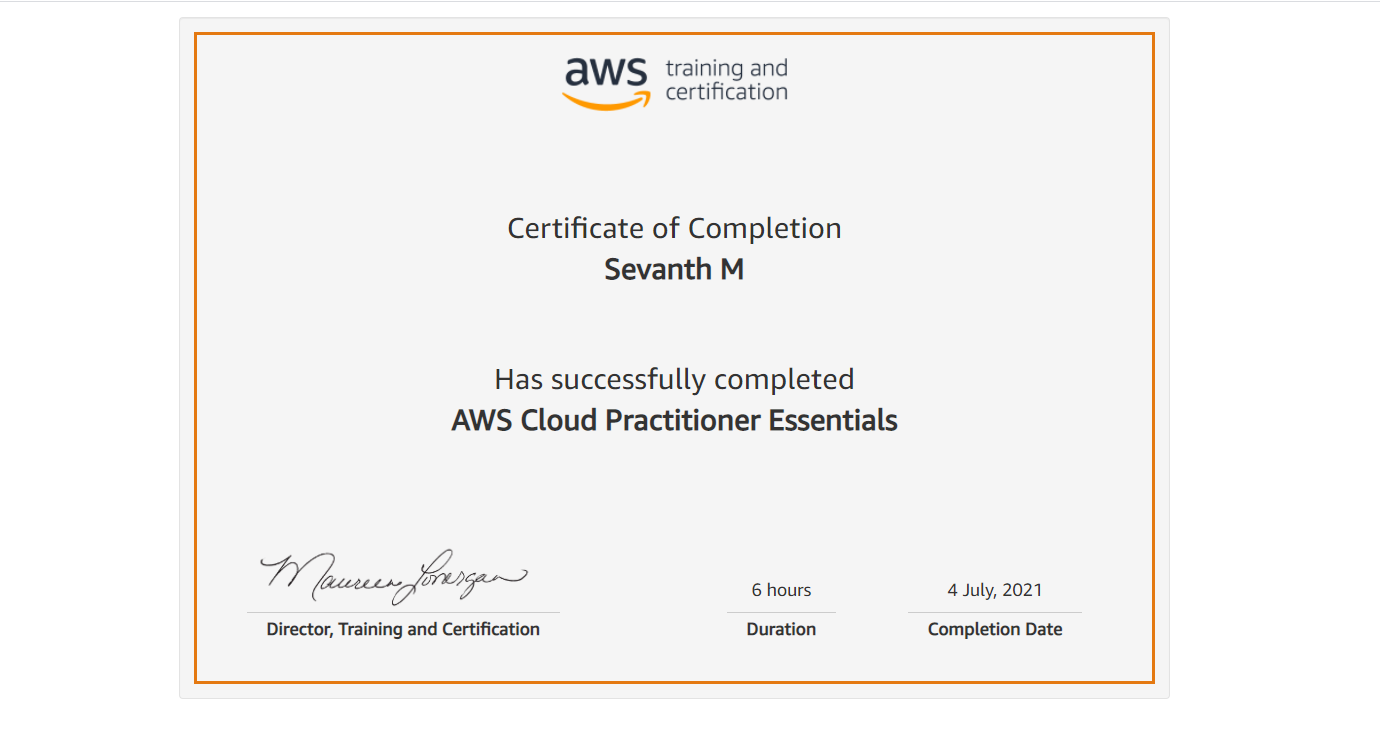 aws training and
certification
Certificate of Completion
Sevanth M
Has successfully completed
AWS Cloud Practitioner Essentials
Maureen Lonergan
6 hours
4 July, 2021
Director, Training and Certification
Duration
Completion Date